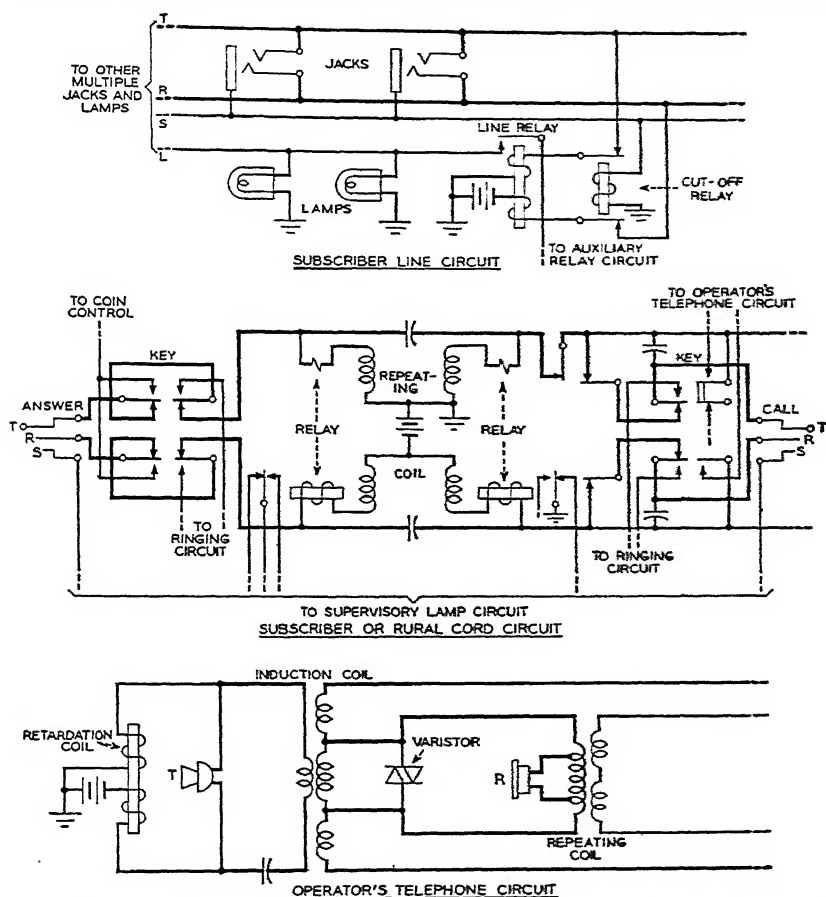 T
TO OTHER
MULTIPLE
JACKS AND
LAMPS
R
S
L
JACKS
LINE RELAY
LAMPS
CUT-OFF
RELAY
TO AUXILIARY
RELAY CIRCUIT
SUBSCRIBER LINE CIRCUIT
TO COIN
CONTROL
KEY
ANSWER
T
R
S
TO
RINGING
CIRCUIT
RELAY
REPEAT-
ING
COIL
RELAY
TO OPERATOR'S
TELEPHONE CIRCUIT
KEY
CALL
T
R
S
TO RINGING
CIRCUIT
TO SUPERVISORY LAMP CIRCUIT
SUBSCRIBER OR RURAL CORD CIRCUIT
INDUCTION COIL
RETARDATION
COIL
T
VARISTOR
R
REPEATING
COIL
OPERATOR'S TELEPHONE CIRCUIT